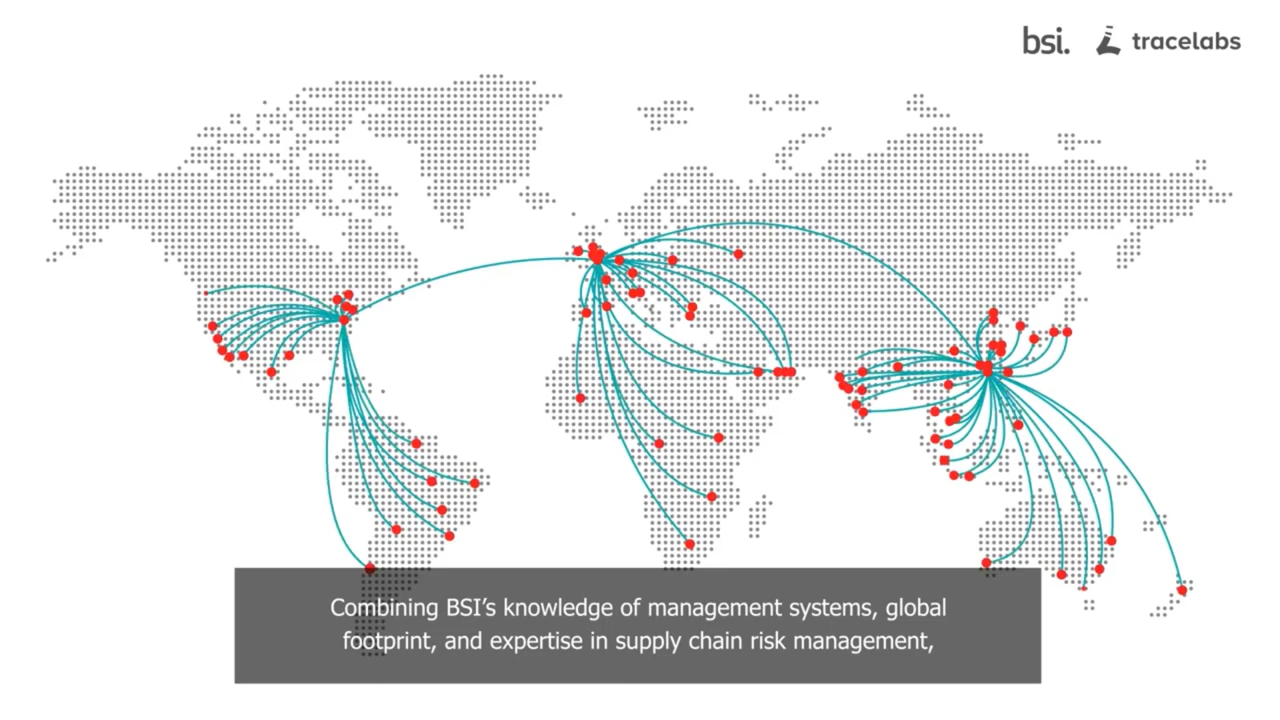 bsi. tracelabs
Combining BSI's knowledge of management systems, global
footprint, and expertise in supply chain risk management,